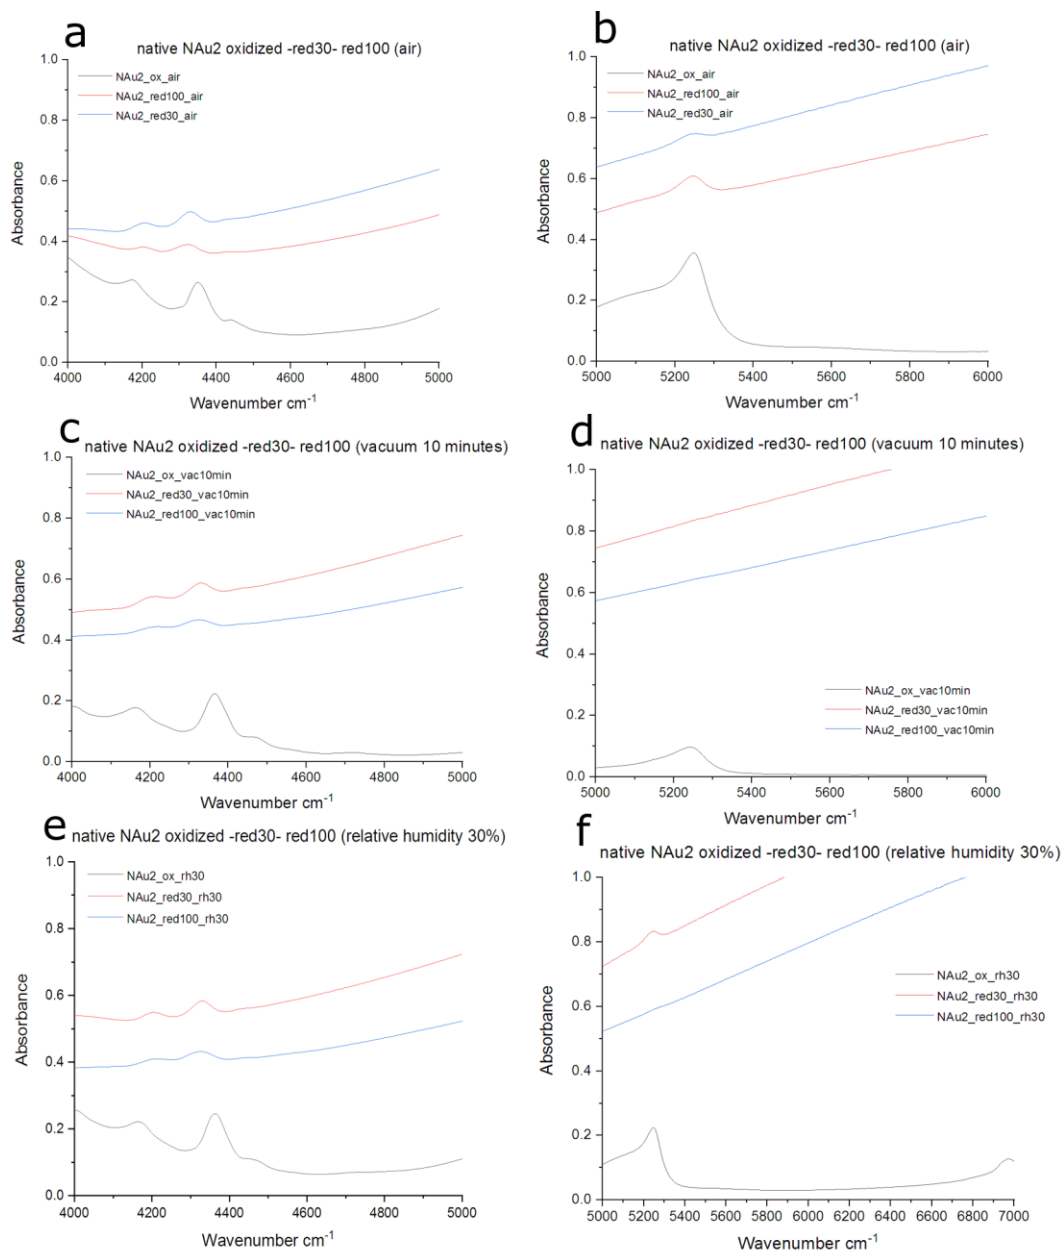 a
native NAu2 oxidized -red30- red100 (air)
NAu2_ox_air
NAu2_red100_air
NAu2_red30_air
Absorbance
1.0
0.8
0.6
0.4
0.2
0.0
4000 4200 4400 4600 4800 5000
Wavenumber cm⁻¹
b
native NAu2 oxidized -red30- red100 (air)
NAu2_ox_air
NAu2_red100_air
NAu2_red30_air
Absorbance
1.0
0.8
0.6
0.4
0.2
0.0
5000 5200 5400 5600 5800 6000
Wavenumber cm⁻¹
c
native NAu2 oxidized -red30- red100 (vacuum 10 minutes)
NAu2_ox_vac10min
NAu2_red30_vac10min
NAu2_red100_vac10min
Absorbance
1.0
0.8
0.6
0.4
0.2
0.0
4000 4200 4400 4600 4800 5000
Wavenumber cm⁻¹
d
native NAu2 oxidized -red30- red100 (vacuum 10 minutes)
NAu2_ox_vac10min
NAu2_red30_vac10min
NAu2_red100_vac10min
Absorbance
1.0
0.8
0.6
0.4
0.2
0.0
5000 5200 5400 5600 5800 6000
Wavenumber cm⁻¹
e
native NAu2 oxidized -red30- red100 (relative humidity 30%)
NAu2_ox_rh30
NAu2_red30_rh30
NAu2_red100_rh30
Absorbance
1.0
0.8
0.6
0.4
0.2
0.0
4000 4200 4400 4600 4800 5000
Wavenumber cm⁻¹
f
native NAu2 oxidized -red30- red100 (relative humidity 30%)
NAu2_ox_rh30
NAu2_red30_rh30
NAu2_red100_rh30
Absorbance
1.0
0.8
0.6
0.4
0.2
0.0
5000 5200 5400 5600 5800 6000 6200 6400 6600 6800 7000
Wavenumber cm⁻¹